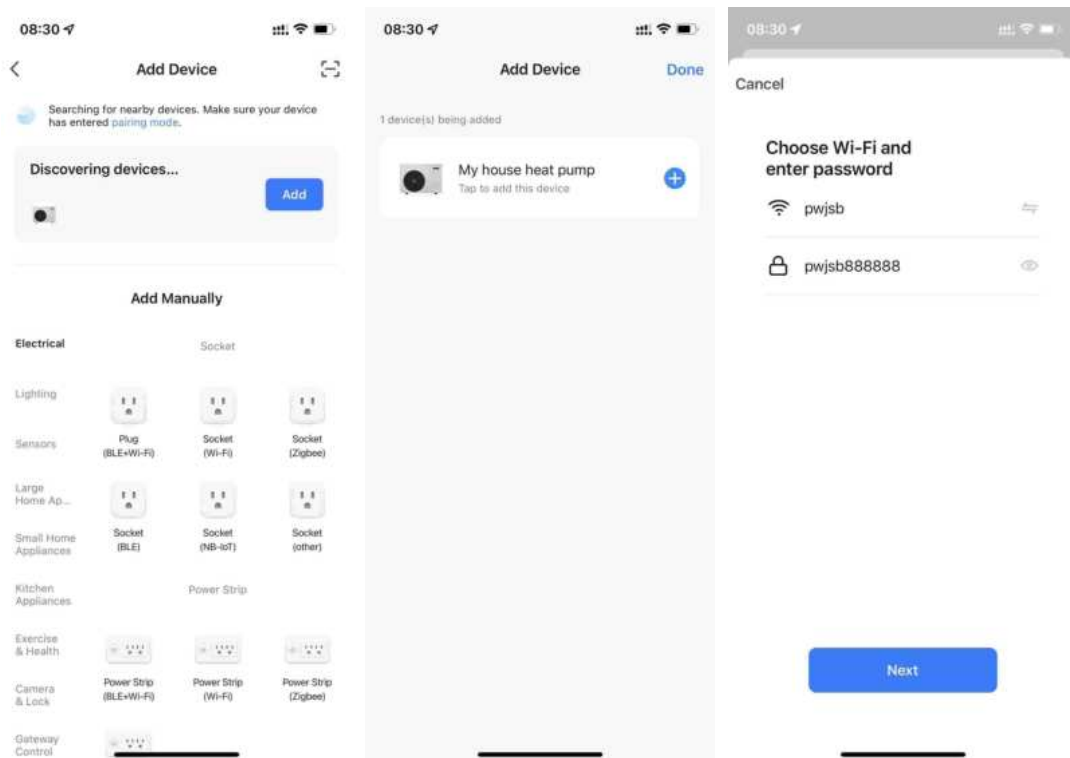 08:30
Add Device
Searching for nearby devices. Make sure your device
has entered pairing mode.
Discovering devices...
Add
Add Manually
Electrical
Socket
Lighting
Plug
(BLE+Wi-Fi)
Socket
(Wi-Fi)
Socket
(Zigbee)
Sensors
Large
Home Ap...
Socket
(BLE)
Socket
(NB-IoT)
Socket
(other)
Small Home
Appliances
Kitchen
Appliances
Power Strip
Exercise
& Health
Power Strip
(BLE+Wi-Fi)
Power Strip
(Wi-Fi)
Power Strip
(Zigbee)
Camera
& Lock
Gateway
Control
08:30
Add Device
Done
1 device(s) being added
My house heat pump
Tap to add this device
08:30
Cancel
Choose Wi-Fi and
enter password
pwjsb
pwjsb888888
Next